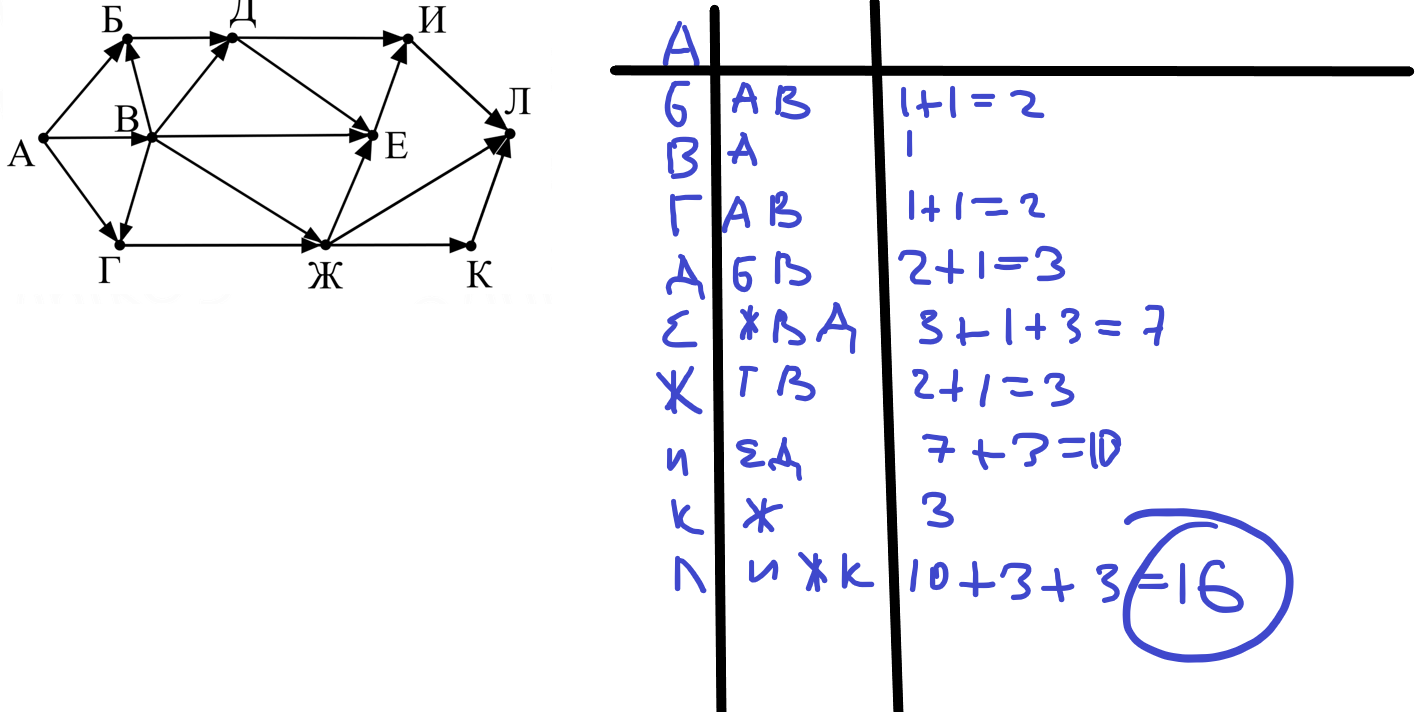 Б Д И
В Л
А Е
Г Ж К
А
Б А В 1+1=2
В А 1
Г А В 1+1=2
Д Б В 2+1=3
Е Ж В Д 3+1+3=7
Ж Г В 2+1=3
И Е Д 7+3=10
К Ж 3
Л И Ж К 10+3+3=16